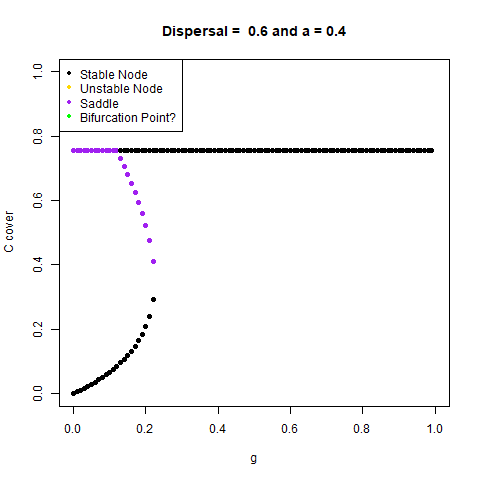 Dispersal =  0.6 and a = 0.4
Stable Node
Unstable Node
Saddle
Bifurcation Point?
C cover
1.0
0.8
0.6
0.4
0.2
0.0
0.0 0.2 0.4 0.6 0.8 1.0
g